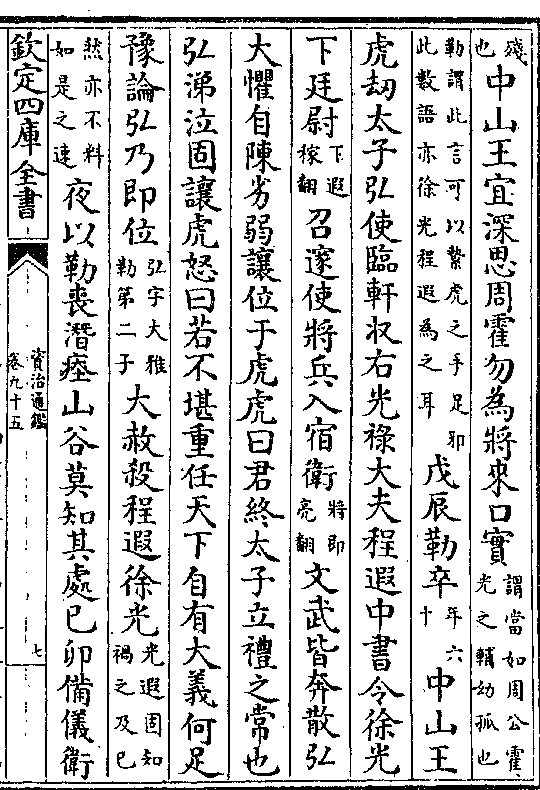 殘也中山王宜深思周霍勿為將來口實謂當如周公霍光之輔幼孤也
勒謂此言可以縶虎之手足耶此數語亦徐光程遐為之耳戊辰勒卒年六十中山王
虎劫太子弘使臨軒収右光祿大夫程遐中書令徐光
下廷尉下遐稼翻召邃使將兵入宿衛將即亮翻文武皆奔散弘
大懼自陳劣弱讓位于虎虎曰君終太子立禮之常也
弘涕泣固讓虎怒曰若不堪重任天下自有大義何足
豫論弘乃即位弘字大雅勒第二子大赦殺程遐徐光光遐固知禍之及已
然亦不料如是之速夜以勒喪潛瘞山谷莫知其處已卯備儀衛
欽定四庫全書
資治通鑑
卷九十五
七